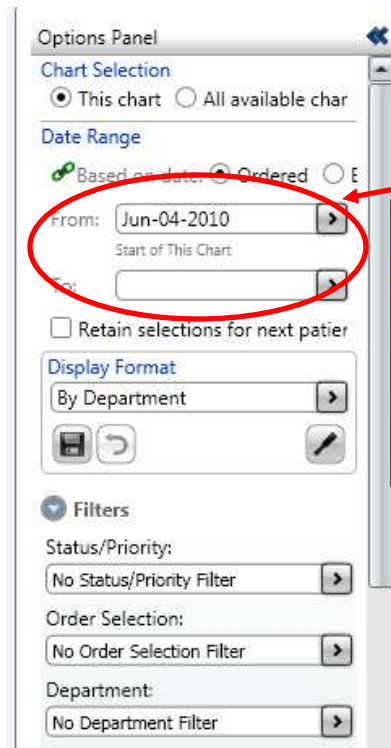 Options Panel
Chart Selection
This chart All available char
Date Range
Based on date: Ordered E
From: Jun-04-2010
Start of This Chart
To:
Retain selections for next patier
Display Format
By Department
Filters
Status/Priority:
No Status/Priority Filter
Order Selection:
No Order Selection Filter
Department:
No Department Filter